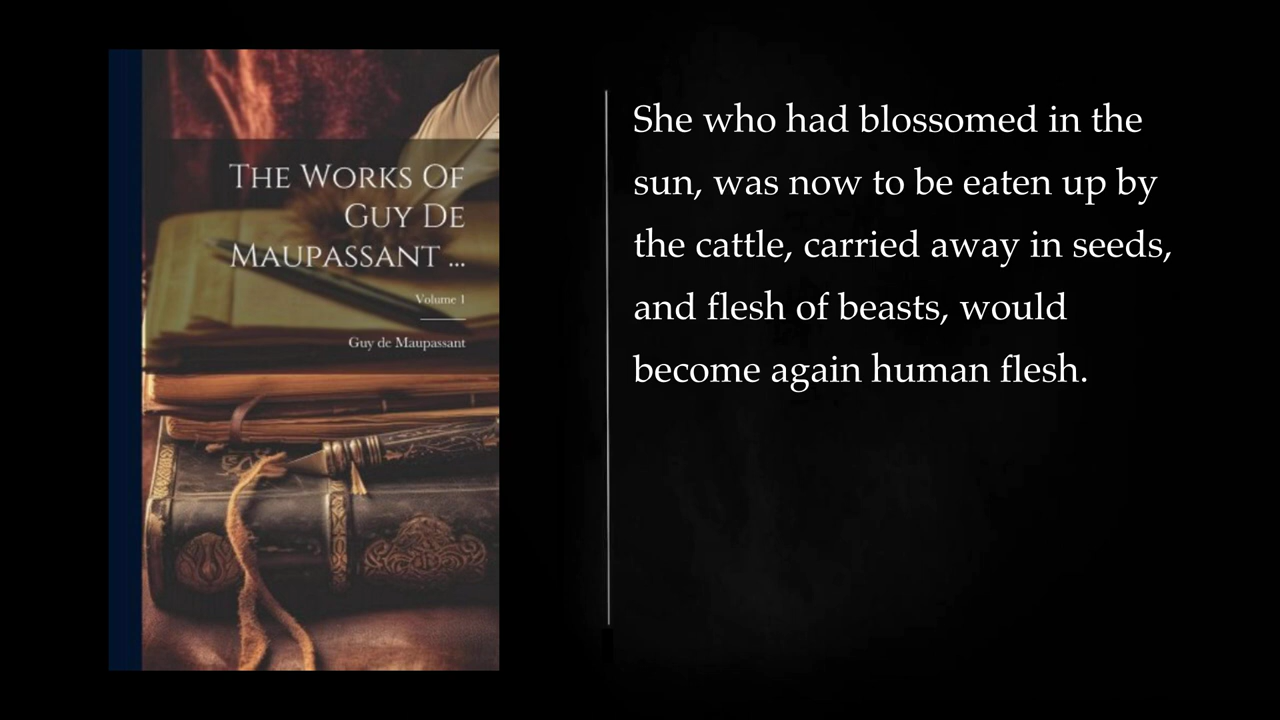 THE WORKS OF
GUY DE
MAUPASSANT ...
Volume 1
Guy de Maupassant
She who had blossomed in the
sun, was now to be eaten up by
the cattle, carried away in seeds,
and flesh of beasts, would
become again human flesh.